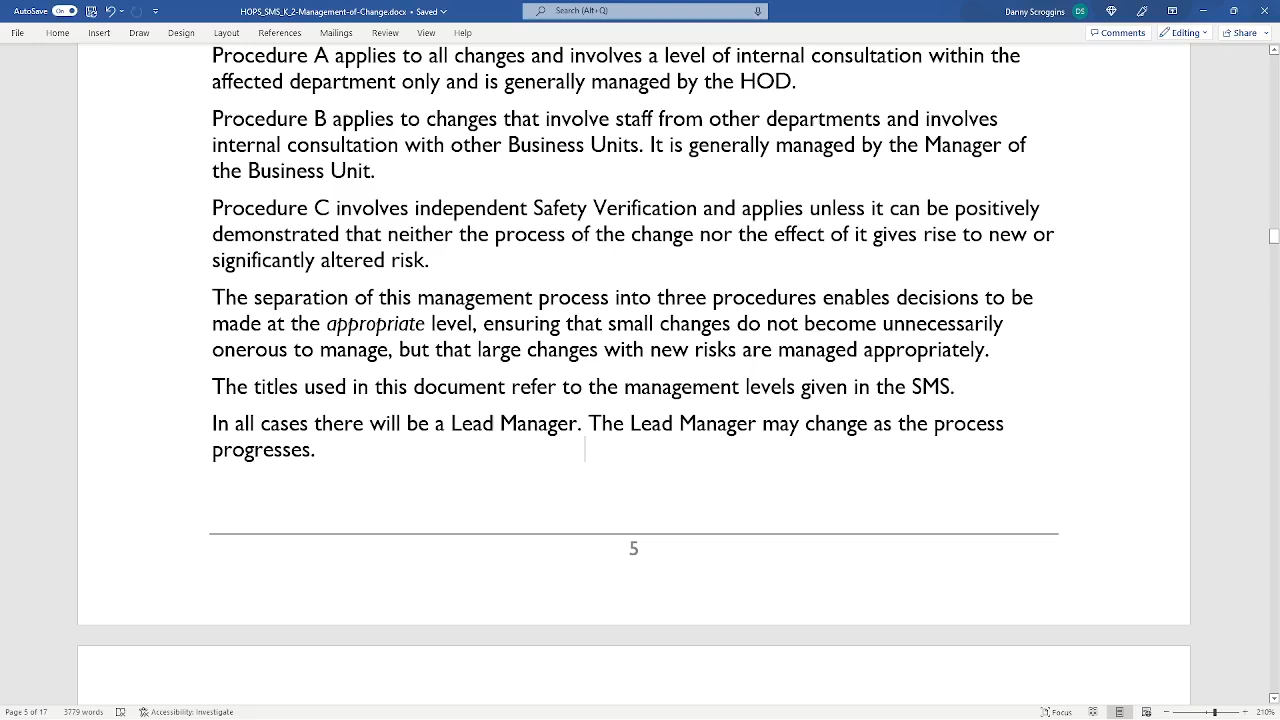 AutoSave On HOPS_SMS_K_2-Management-of-Change.docx • Saved Search (Alt+Q) Danny Scroggins DS
File Home Insert Draw Design Layout References Mailings Review View Help Comments Editing Share
Procedure A applies to all changes and involves a level of internal consultation within the
affected department only and is generally managed by the HOD.
Procedure B applies to changes that involve staff from other departments and involves
internal consultation with other Business Units. It is generally managed by the Manager of
the Business Unit.
Procedure C involves independent Safety Verification and applies unless it can be positively
demonstrated that neither the process of the change nor the effect of it gives rise to new or
significantly altered risk.
The separation of this management process into three procedures enables decisions to be
made at the appropriate level, ensuring that small changes do not become unnecessarily
onerous to manage, but that large changes with new risks are managed appropriately.
The titles used in this document refer to the management levels given in the SMS.
In all cases there will be a Lead Manager. The Lead Manager may change as the process
progresses.
5
Page 5 of 17 3779 words Accessibility: Investigate Focus 210%